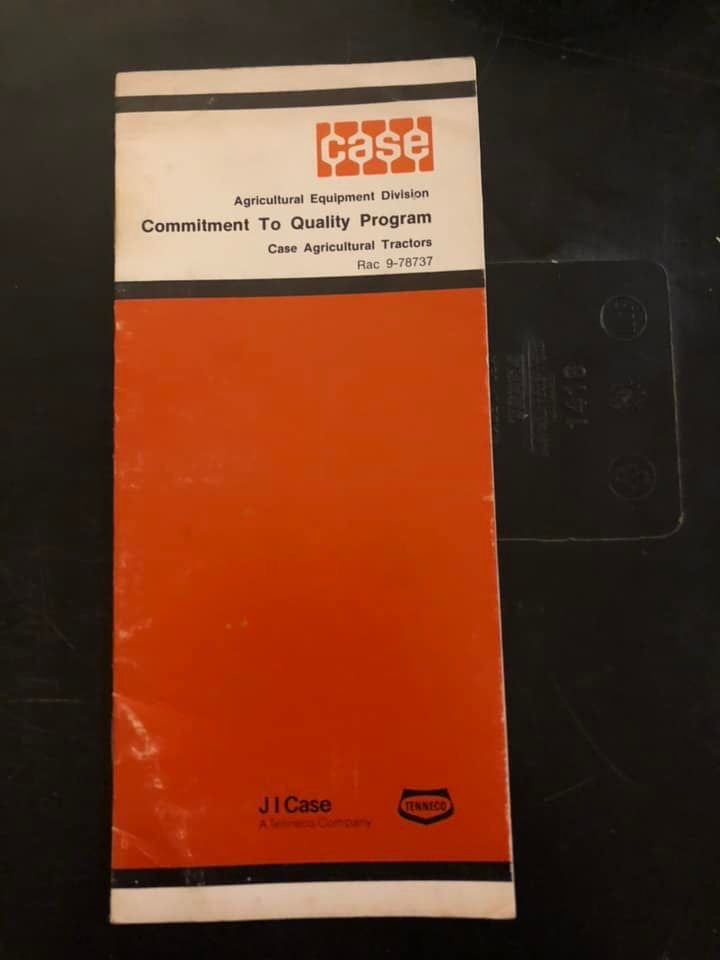 case
Agricultural Equipment Division
Commitment To Quality Program
Case Agricultural Tractors
Rac 9-78737
1418
J I Case
A Tenneco Company
TENNECO